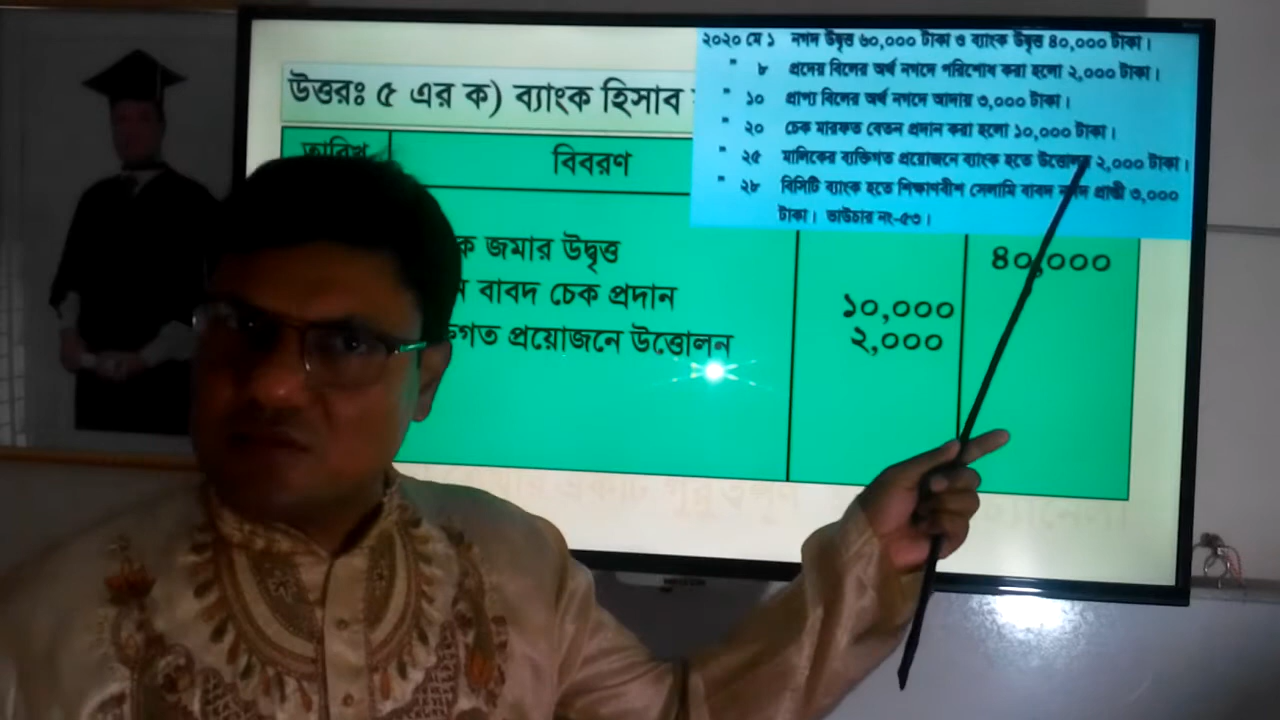 উত্তরঃ ৫ এর ক) ব্যাংক হিসাব
২০২০ মে ১ নগদ উদ্বৃত্ত ৬০,০০০ টাকা ও ব্যাংক উদ্বৃত্ত ৪০,০০০ টাকা।
" ৮ প্রদেয় বিলের অর্থ নগদে পরিশোধ করা হলো ২,০০০ টাকা।
" ১০ প্রাপ্য বিলের অর্থ নগদে আদায় ৩,০০০ টাকা।
" ২০ চেক মারফত বেতন প্রদান করা হলো ১০,০০০ টাকা।
" ২৫ মালিকের ব্যক্তিগত প্রয়োজনে ব্যাংক হতে উত্তোলন ২,০০০ টাকা।
" ২৮ বিসিটি ব্যাংক হতে শিক্ষানবীশ সেলামি বাবদ নগদ প্রাপ্তী ৩,০০০
টাকা। ভাউচার নং-৫৩।
তারিখ বিবরণ
জমার উদ্বৃত্ত ৪০,০০০
বাবদ চেক প্রদান ১০,০০০
প্রয়োজনে উত্তোলন ২,০০০